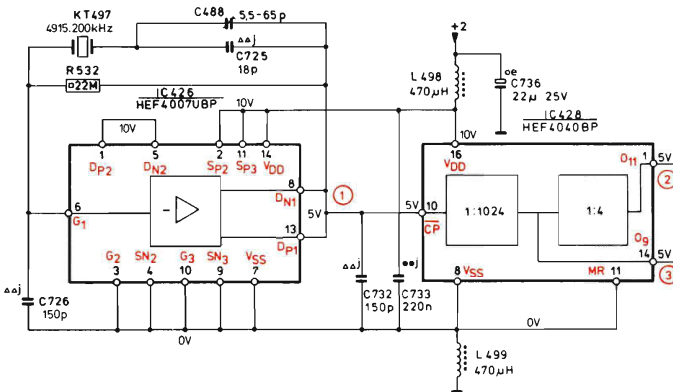 KT497
4915.200kHz
C488
5,5-65p
△△j
C725
18p
R532
□22M
+2
L498
470µH
oe
C736
22µ 25V
IC426
HEF4007UBP
IC428
HEF4040BP
10V
10V
10V
1
5
2
11
14
DP2
DN2
SP2
SP3
VDD
16
VDD
1
5V
O11
8
DN1
1
2
6
G1
5V
5V
10
CP
1:1024
1:4
13
DP1
O9
14
5V
3
G2
SN2
G3
SN3
VSS
3
4
10
9
7
△△j
●●j
8
VSS
MR
11
△△j
C726
150p
C732
150p
C733
220n
0V
0V
L499
470µH